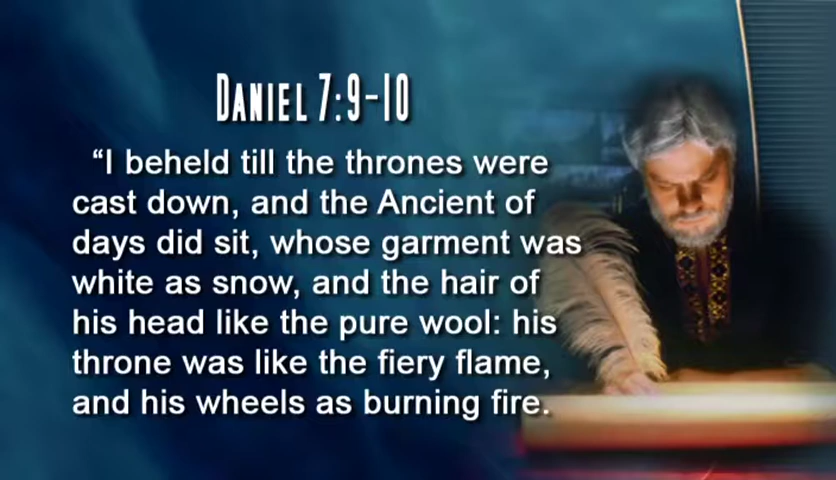 DANIEL 7:9-10
“I beheld till the thrones were
cast down, and the Ancient of
days did sit, whose garment was
white as snow, and the hair of
his head like the pure wool: his
throne was like the fiery flame,
and his wheels as burning fire.